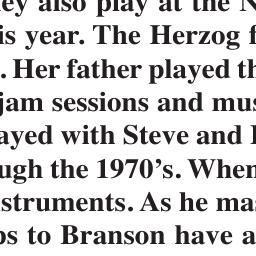 ey also play at the N
is year. The Herzog f
. Her father played th
jam sessions and mus
ayed with Steve and
ugh the 1970's. When
struments. As he mas
ps to Branson have a